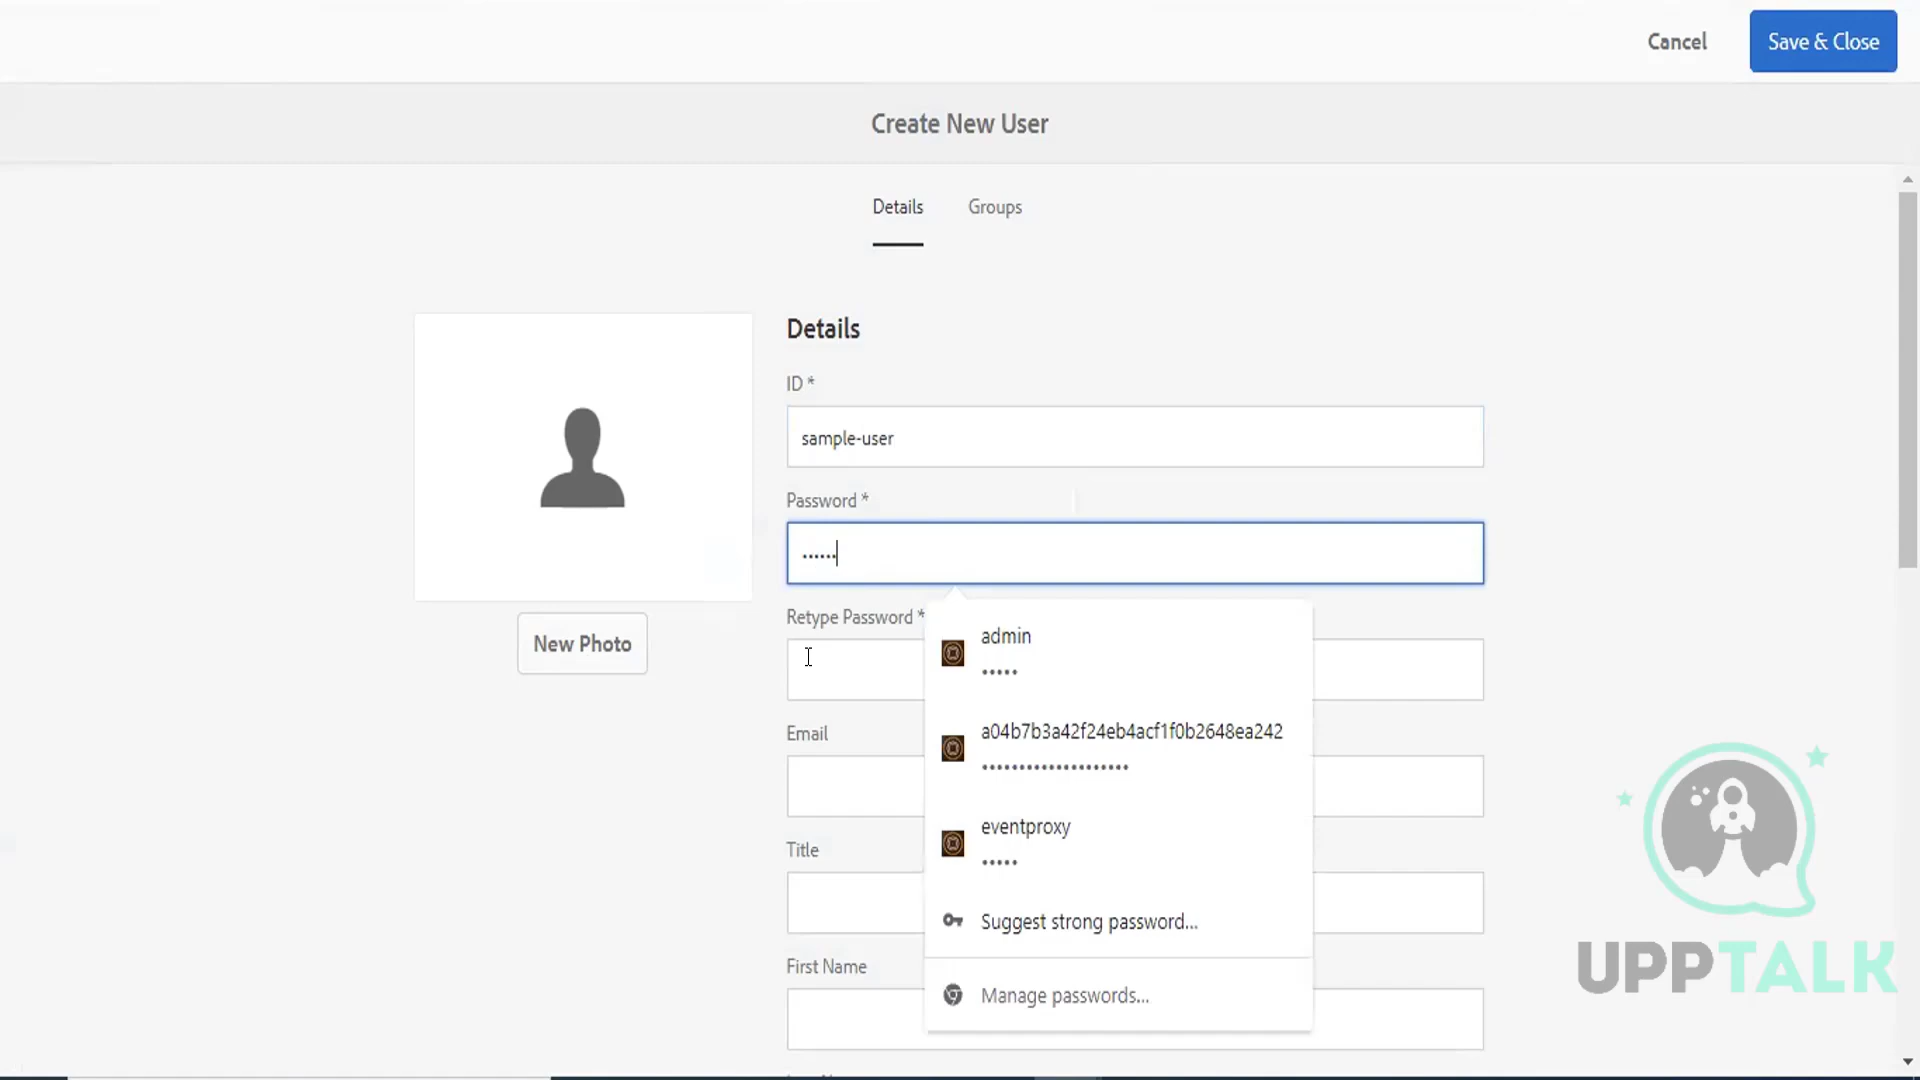 Cancel
Save & Close
Create New User
Details
Groups
Details
ID *
sample-user
Password *
••••••
Retype Password *
New Photo
admin
•••••
a04b7b3a42f24eb4acf1f0b2648ea242
••••••••••••••••••••
Email
eventproxy
•••••
Title
Suggest strong password...
First Name
Manage passwords...
UPPTALK